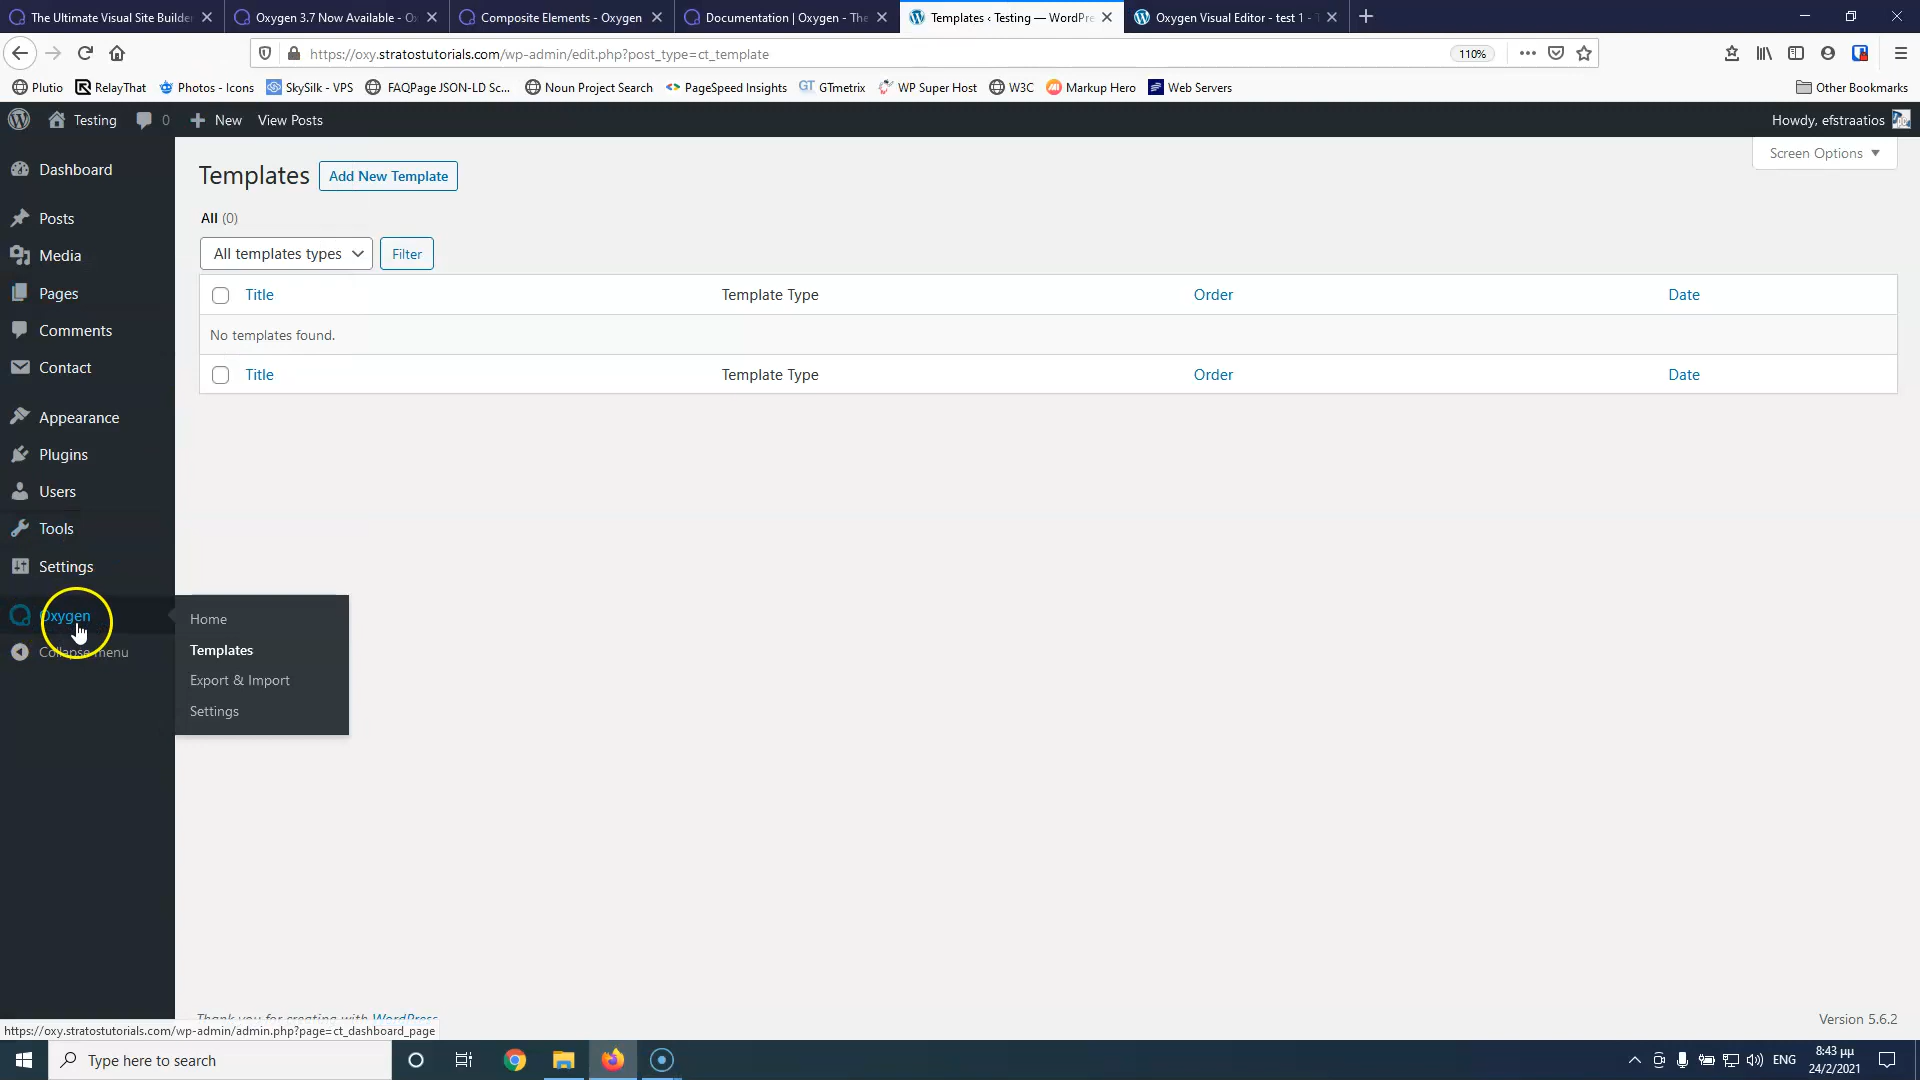 The Ultimate Visual Site Builder
Oxygen 3.7 Now Available - O
Composite Elements - Oxygen
Documentation | Oxygen - The
Templates ‹ Testing — WordPre
Oxygen Visual Editor - test 1 -
https://oxy.stratostutorials.com/wp-admin/edit.php?post_type=ct_template
110%
Plutio
RelayThat
Photos - Icons
SkySilk - VPS
FAQPage JSON-LD Sc...
Noun Project Search
PageSpeed Insights
GTmetrix
WP Super Host
W3C
Markup Hero
Web Servers
Other Bookmarks
Testing
0
New
View Posts
Howdy, efstraatios
Screen Options
Dashboard
Posts
Media
Pages
Comments
Contact
Appearance
Plugins
Users
Tools
Settings
Oxygen
Collapse menu
Home
Templates
Export & Import
Settings
Templates
Add New Template
All (0)
All templates types
Filter
Title Template Type Order Date
No templates found.
Title Template Type Order Date
Thank you for creating with WordPress
Version 5.6.2
https://oxy.stratostutorials.com/wp-admin/admin.php?page=ct_dashboard_page
Type here to search
ENG
8:43 μμ
24/2/2021